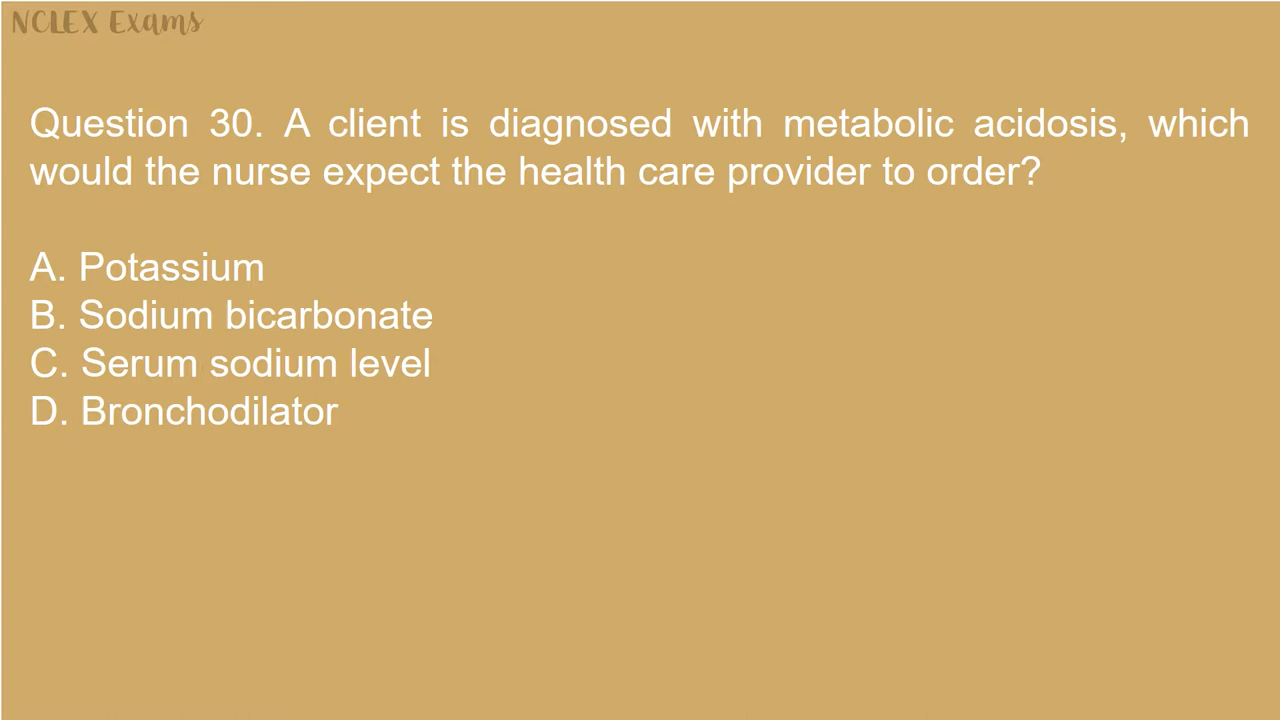 NCLEX Exams
Question 30. A client is diagnosed with metabolic acidosis, which
would the nurse expect the health care provider to order?
A. Potassium
B. Sodium bicarbonate
C. Serum sodium level
D. Bronchodilator